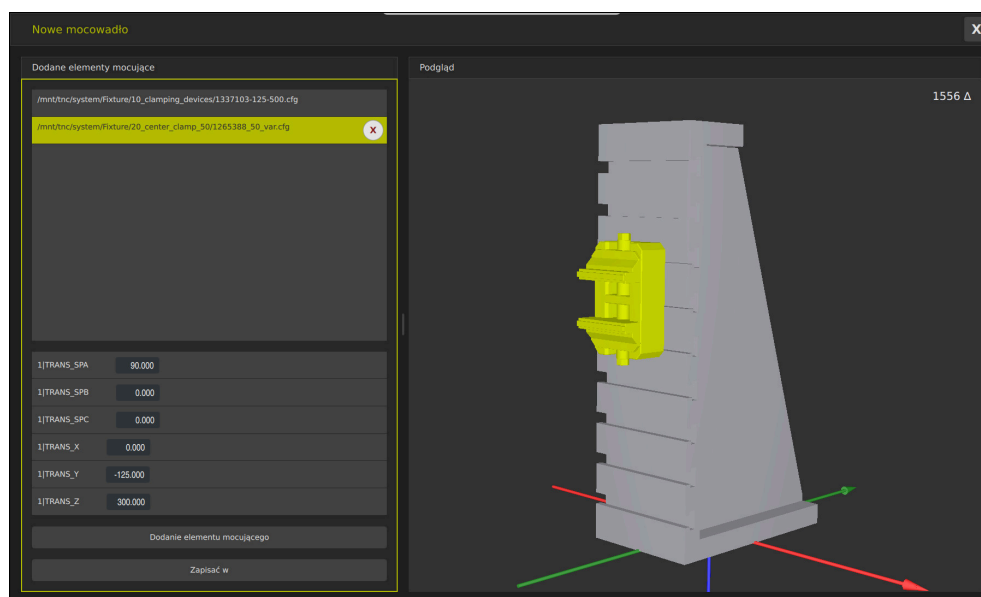 Nowe mocowadło
X
Dodane elementy mocujące
Podgląd
/mnt/tnc/system/Fixture/10_clamping_devices/1337103-125-500.cfg
1556 Δ
/mnt/tnc/system/Fixture/20_center_clamp_50/1265388_50_var.cfg
X
1|TRANS_SPA 90.000
1|TRANS_SPB 0.000
1|TRANS_SPC 0.000
1|TRANS_X 0.000
1|TRANS_Y -125.000
1|TRANS_Z 300.000
Dodanie elementu mocującego
Zapisać w